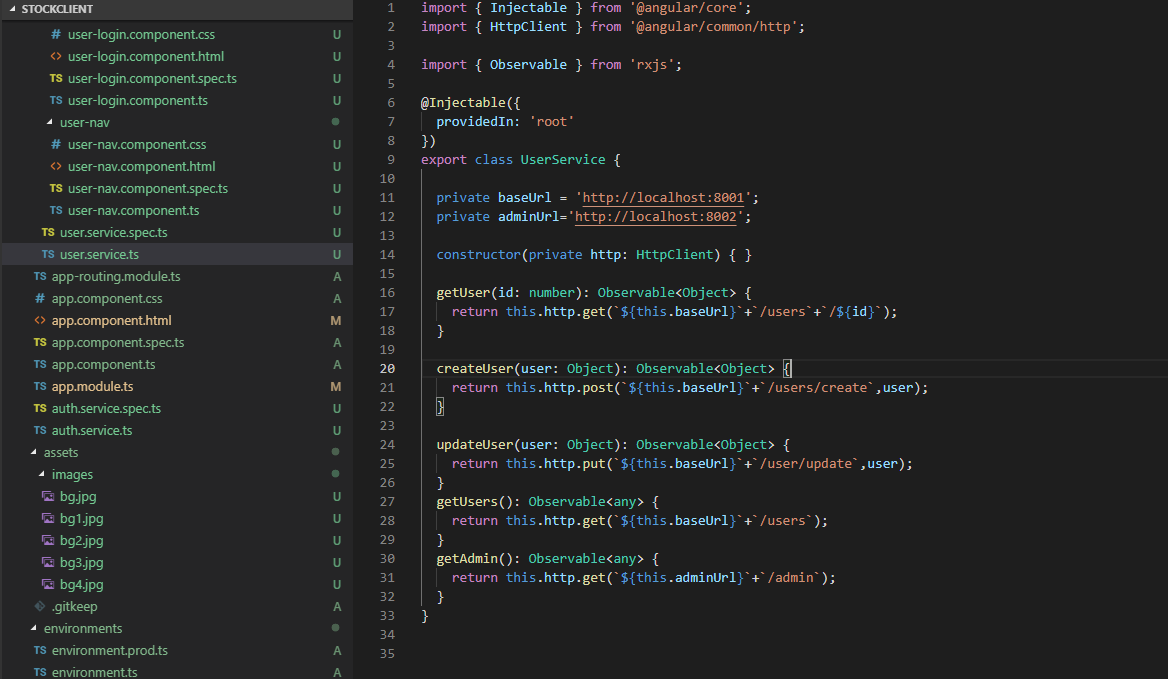 STOCKCLIENT
# user-login.component.css U
<> user-login.component.html U
TS user-login.component.spec.ts U
TS user-login.component.ts U
user-nav
# user-nav.component.css U
<> user-nav.component.html U
TS user-nav.component.spec.ts U
TS user-nav.component.ts U
TS user.service.spec.ts U
TS user.service.ts U
TS app-routing.module.ts A
# app.component.css A
<> app.component.html M
TS app.component.spec.ts A
TS app.component.ts A
TS app.module.ts M
TS auth.service.spec.ts U
TS auth.service.ts U
assets
images
bg.jpg U
bg1.jpg U
bg2.jpg U
bg3.jpg U
bg4.jpg U
.gitkeep A
environments
TS environment.prod.ts A
TS environment.ts A
1 import { Injectable } from '@angular/core';
2 import { HttpClient } from '@angular/common/http';
3
4 import { Observable } from 'rxjs';
5
6 @Injectable({
7 providedIn: 'root'
8 })
9 export class UserService {
10
11 private baseUrl = 'http://localhost:8001';
12 private adminUrl='http://localhost:8002';
13
14 constructor(private http: HttpClient) { }
15
16 getUser(id: number): Observable<Object> {
17 return this.http.get(`${this.baseUrl}`+`/users`+`/${id}`);
18 }
19
20 createUser(user: Object): Observable<Object> {
21 return this.http.post(`${this.baseUrl}`+`/users/create`,user);
22 }
23
24 updateUser(user: Object): Observable<Object> {
25 return this.http.put(`${this.baseUrl}`+`/user/update`,user);
26 }
27 getUsers(): Observable<any> {
28 return this.http.get(`${this.baseUrl}`+`/users`);
29 }
30 getAdmin(): Observable<any> {
31 return this.http.get(`${this.adminUrl}`+`/admin`);
32 }
33 }
34
35